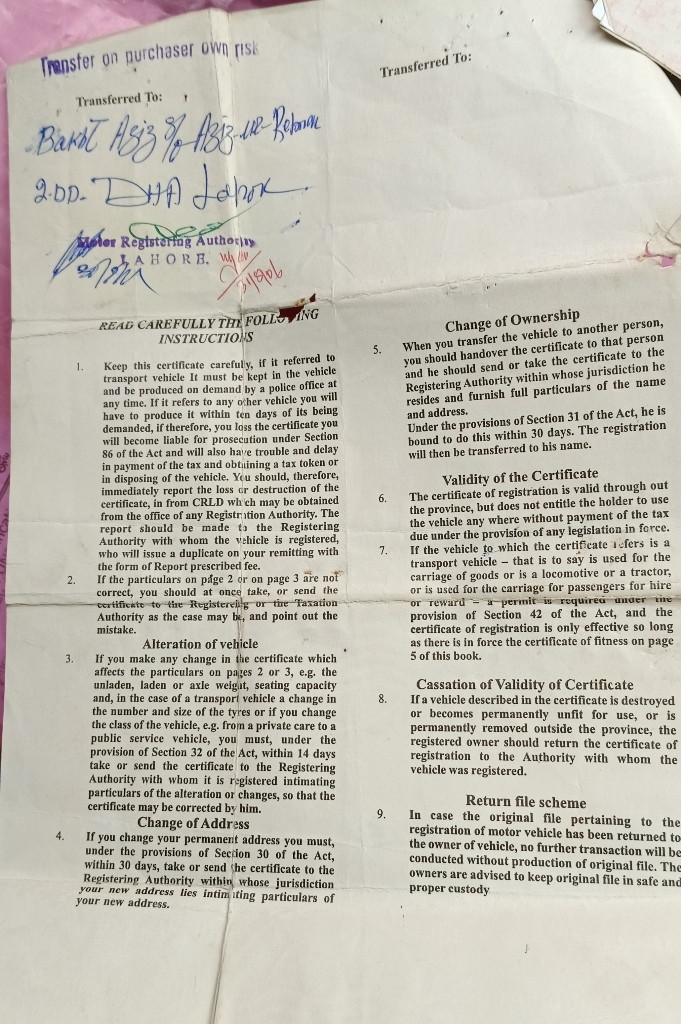 Transfer on purchaser own risk
Transferred To:
Transferred To:
Aziz S/o Aziz-ur-Rehman
DHA Lahore
Motor Registering Authority
LAHORE.
READ CAREFULLY THE FOLLOWING
INSTRUCTIONS
1. Keep this certificate carefuly, if it referred to
transport vehicle It must be kept in the vehicle
and be produced on demand by a police office at
any time. If it refers to any other vehicle you will
have to produce it within ten days of its being
demanded, if therefore, you loss the certificate you
will become liable for prosecution under Section
86 of the Act and will also have trouble and delay
in payment of the tax and obtaining a tax token or
in disposing of the vehicle. You should, therefore,
immediately report the loss or destruction of the
certificate, in from CRLD which may be obtained
from the office of any Registration Authority. The
report should be made to the Registering
Authority with whom the vehicle is registered,
who will issue a duplicate on your remitting with
the form of Report prescribed fee.
2. If the particulars on page 2 or on page 3 are not
correct, you should at once take, or send the
certificate to the Registering or the Taxation
Authority as the case may be, and point out the
mistake.
Alteration of vehicle
3. If you make any change in the certificate which
affects the particulars on pages 2 or 3, e.g. the
unladen, laden or axle weight, seating capacity
and, in the case of a transport vehicle a change in
the number and size of the tyres or if you change
the class of the vehicle, e.g. from a private care to a
public service vehicle, you must, under the
provision of Section 32 of the Act, within 14 days
take or send the certificate to the Registering
Authority with whom it is registered intimating
particulars of the alteration or changes, so that the
certificate may be corrected by him.
Change of Address
4. If you change your permanent address you must,
under the provisions of Section 30 of the Act,
within 30 days, take or send the certificate to the
Registering Authority within whose jurisdiction
your new address lies intimating particulars of
your new address.
Change of Ownership
5. When you transfer the vehicle to another person,
you should handover the certificate to that person
and he should send or take the certificate to the
Registering Authority within whose jurisdiction he
resides and furnish full particulars of the name
and address.
Under the provisions of Section 31 of the Act, he is
bound to do this within 30 days. The registration
will then be transferred to his name.
Validity of the Certificate
6. The certificate of registration is valid through out
the province, but does not entitle the holder to use
the vehicle any where without payment of the tax
due under the provision of any legislation in force.
7. If the vehicle to which the certificate refers is a
transport vehicle – that is to say is used for the
carriage of goods or is a locomotive or a tractor,
or is used for the carriage for passengers for hire
or reward – a permit is required under the
provision of Section 42 of the Act, and the
certificate of registration is only effective so long
as there is in force the certificate of fitness on page
5 of this book.
Cassation of Validity of Certificate
8. If a vehicle described in the certificate is destroyed
or becomes permanently unfit for use, or is
permanently removed outside the province, the
registered owner should return the certificate of
registration to the Authority with whom the
vehicle was registered.
Return file scheme
9. In case the original file pertaining to the
registration of motor vehicle has been returned to
the owner of vehicle, no further transaction will be
conducted without production of original file. The
owners are advised to keep original file in safe and
proper custody